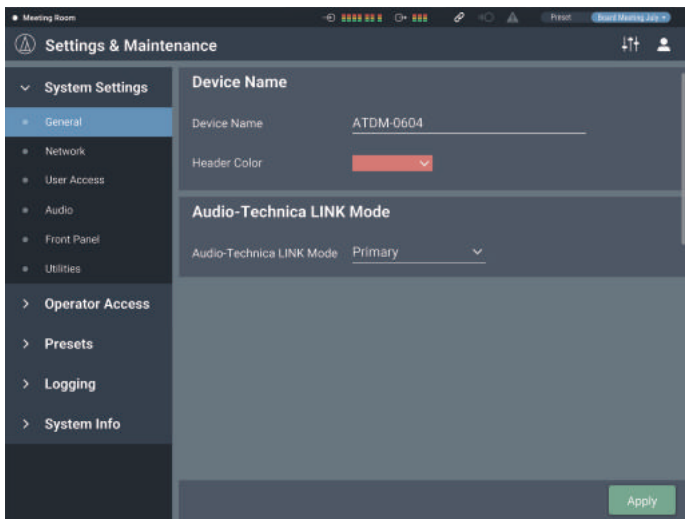 Meeting Room
Preset
Board Meeting July
Settings & Maintenance
System Settings
General
Network
User Access
Audio
Front Panel
Utilities
Operator Access
Presets
Logging
System Info
Device Name
Device Name ATDM-0604
Header Color
Audio-Technica LINK Mode
Audio-Technica LINK Mode Primary
Apply